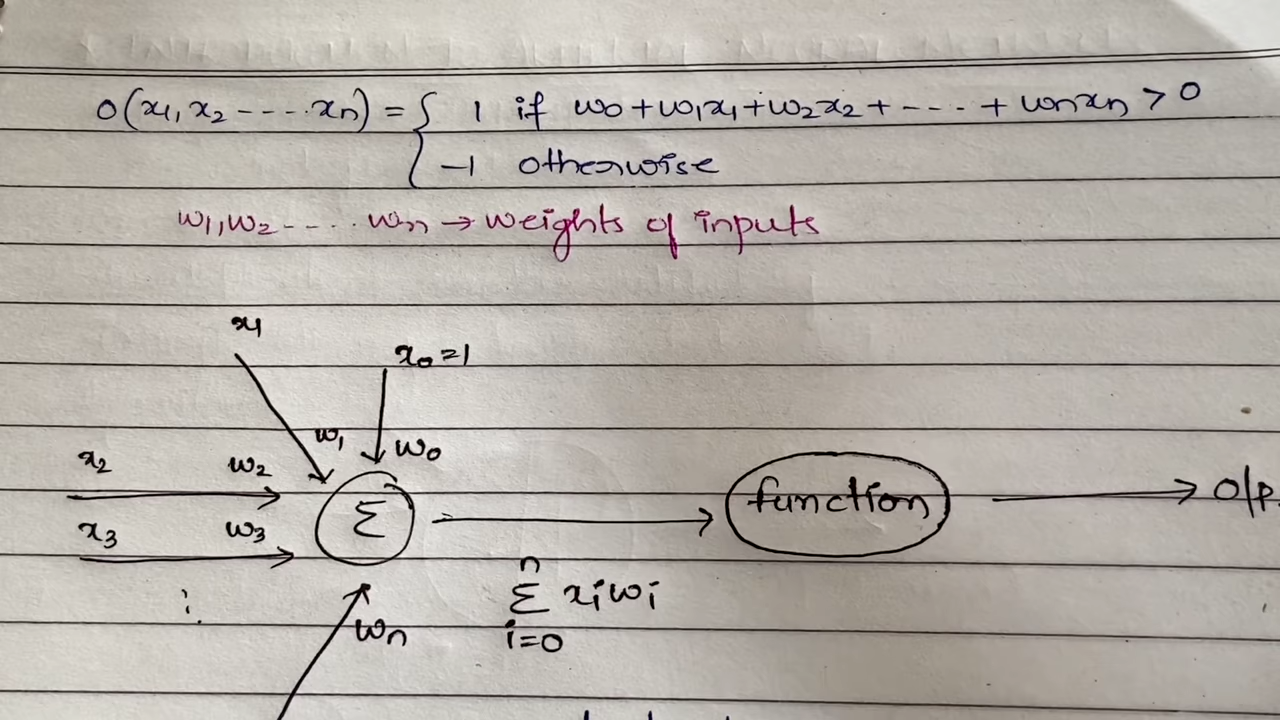 O(x1, x2 ----... xn) = { 1 if w0 + w1x1 + w2x2 + -... + wnxn > 0
-1 otherwise
w1, w2 --... wn → weights of inputs
x1
x0 = 1
w1
w0
x2 w2
Σ
function
O/p.
x3 w3
n
Σ xiwi
i=0
wn